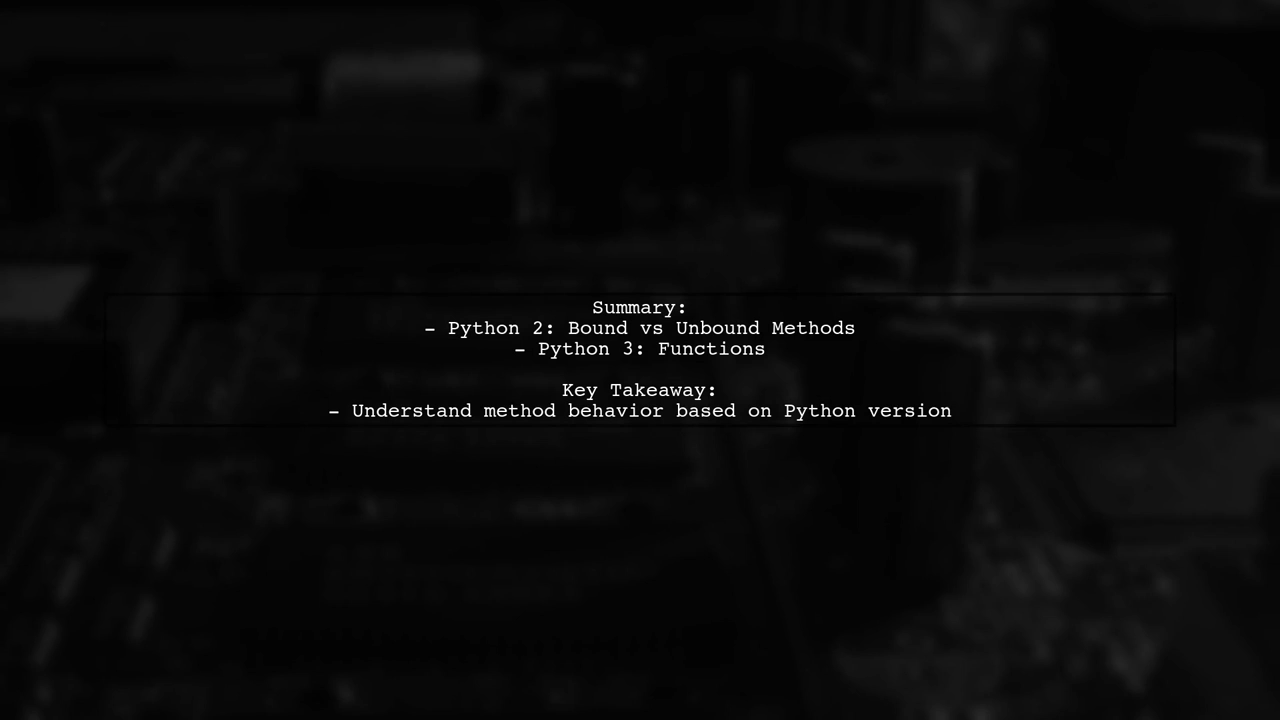 Summary:
- Python 2: Bound vs Unbound Methods
- Python 3: Functions
Key Takeaway:
- Understand method behavior based on Python version